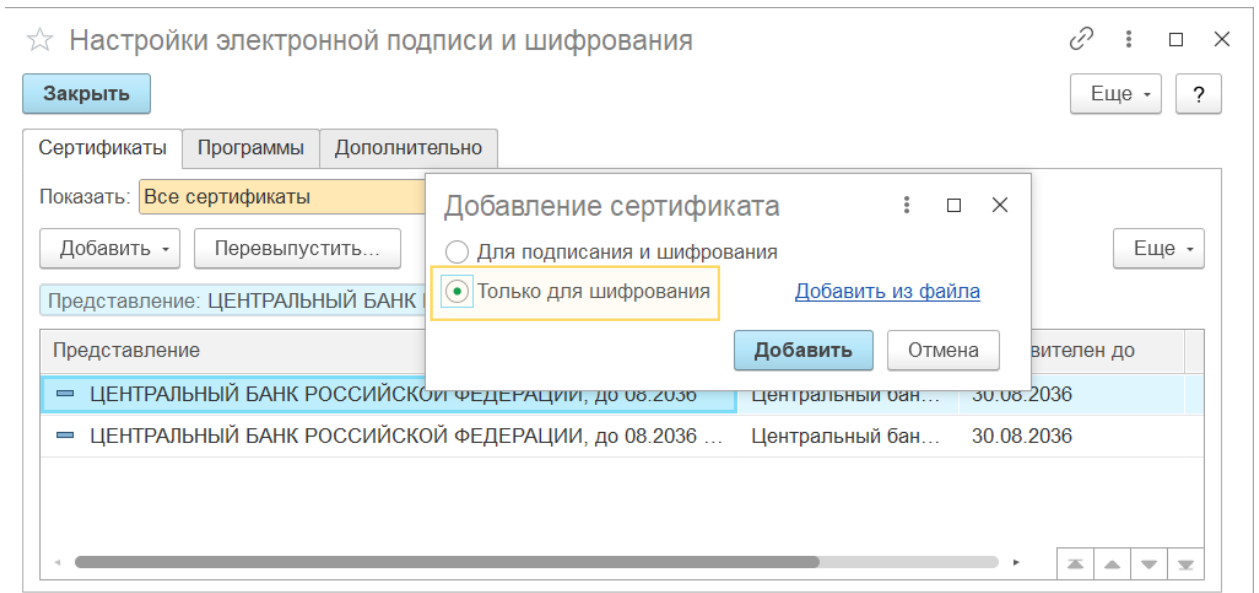 Настройки электронной подписи и шифрования
Закрыть
Еще
?
Сертификаты Программы Дополнительно
Показать: Все сертификаты
Добавить Перевыпустить...
Еще
Представление: ЦЕНТРАЛЬНЫЙ БАНК
Добавление сертификата
Для подписания и шифрования
Только для шифрования Добавить из файла
Добавить Отмена
Представление
до
ЦЕНТРАЛЬНЫЙ БАНК РОССИЙСКОЙ ФЕДЕРАЦИИ, до 08.2036 Центральный бан... 30.08.2036
ЦЕНТРАЛЬНЫЙ БАНК РОССИЙСКОЙ ФЕДЕРАЦИИ, до 08.2036 ... Центральный бан... 30.08.2036